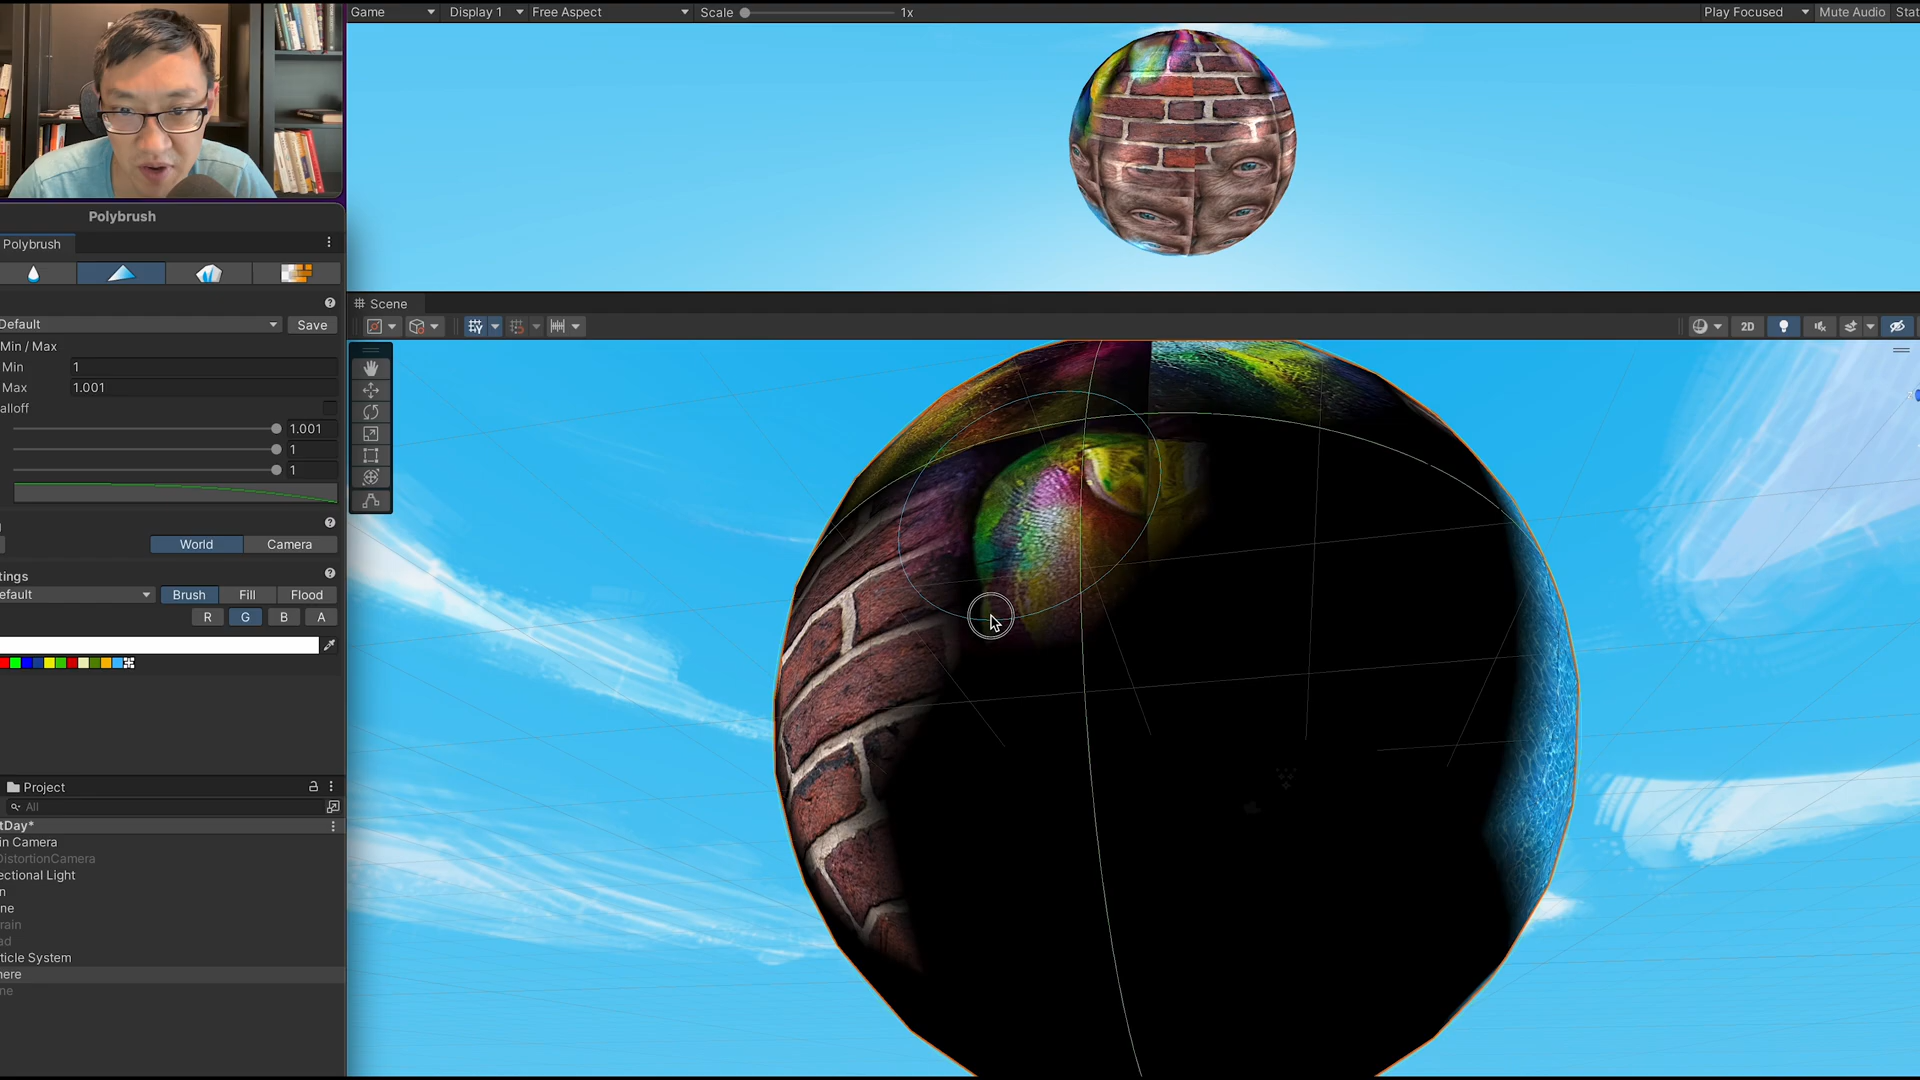 Game
Display 1
Free Aspect
Scale
1x
Play Focused
Mute Audio
Stat
Polybrush
Polybrush
Default
Save
Min / Max
Min
1
Max
1.001
alloff
1.001
1
1
World
Camera
tings
efault
Brush
Fill
Flood
R
G
B
A
Project
All
tDay*
in Camera
DistortionCamera
ectional Light
n
ne
rain
ad
ticle System
here
ne
Scene
2D